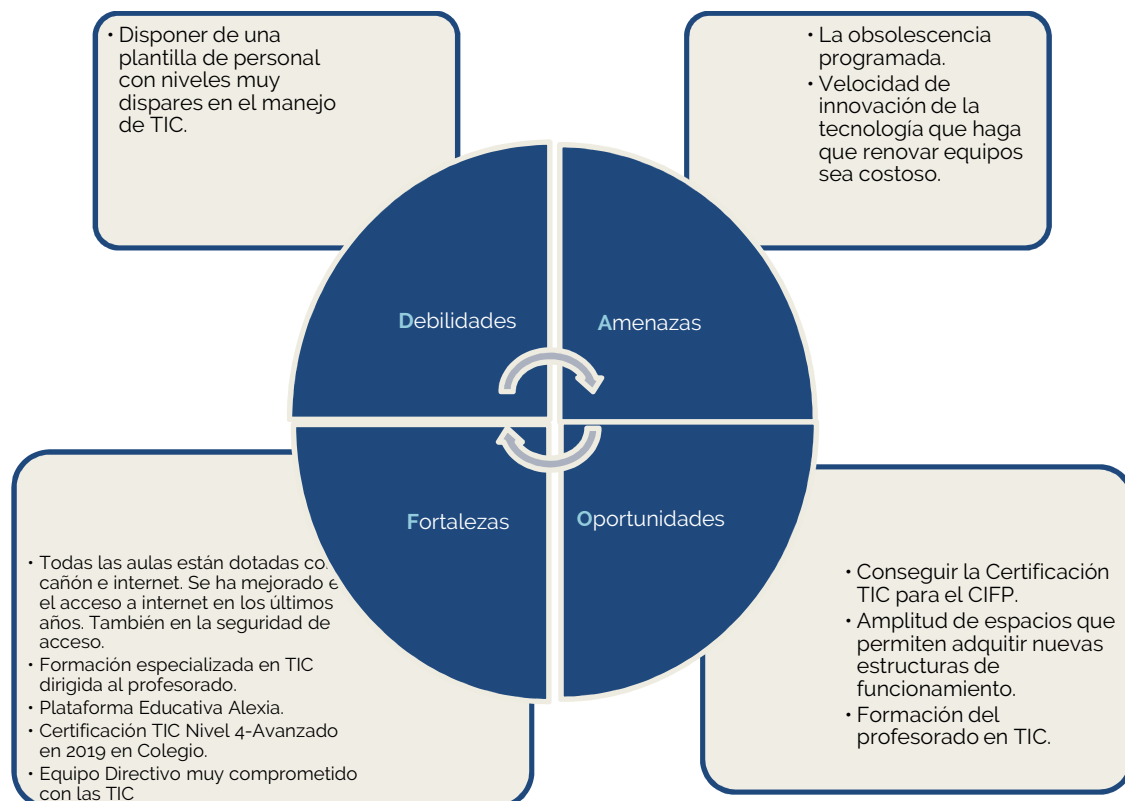 • Disponer de una
plantilla de personal
con niveles muy
dispares en el manejo
de TIC.
• La obsolescencia
programada.
• Velocidad de
innovación de la
tecnología que haga
que renovar equipos
sea costoso.
Debilidades
Amenazas
Fortalezas
Oportunidades
• Todas las aulas están dotadas
cañón e internet. Se ha mejorado
el acceso a internet en los últimos
años. También en la seguridad de
acceso.
• Formación especializada en TIC
dirigida al profesorado.
• Plataforma Educativa Alexia.
• Certificación TIC Nivel 4-Avanzado
en 2019 en Colegio.
• Equipo Directivo muy comprometido
con las TIC
• Conseguir la Certificación
TIC para el CIFP.
• Amplitud de espacios que
permiten adquitir nuevas
estructuras de
funcionamiento.
• Formación del
profesorado en TIC.